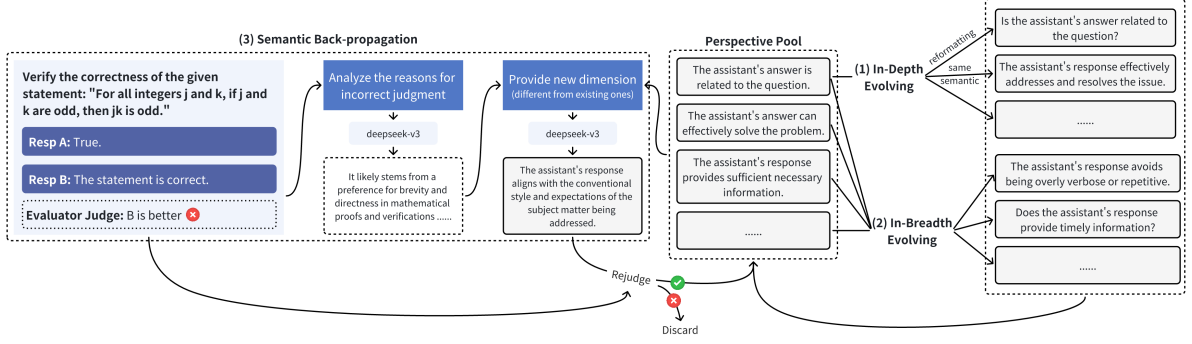 (3) Semantic Back-propagation
Verify the correctness of the given
statement: "For all integers j and k, if j and
k are odd, then jk is odd."
Resp A: True.
Resp B: The statement is correct.
Evaluator Judge: B is better
Analyze the reasons for
incorrect judgment
deepseek-v3
It likely stems from a
preference for brevity and
directness in mathematical
proofs and verifications ......
Provide new dimension
(different from existing ones)
deepseek-v3
The assistant's response
aligns with the conventional
style and expectations of the
subject matter being
addressed.
Rejudge
Discard
Perspective Pool
The assistant's answer is
related to the question.
The assistant's answer can
effectively solve the problem.
The assistant's response
provides sufficient necessary
information.
......
(1) In-Depth
Evolving
reformatting
same
semantic
(2) In-Breadth
Evolving
Is the assistant's answer related to
the question?
The assistant's response effectively
addresses and resolves the issue.
......
The assistant's response avoids
being overly verbose or repetitive.
Does the assistant's response
provide timely information?
......